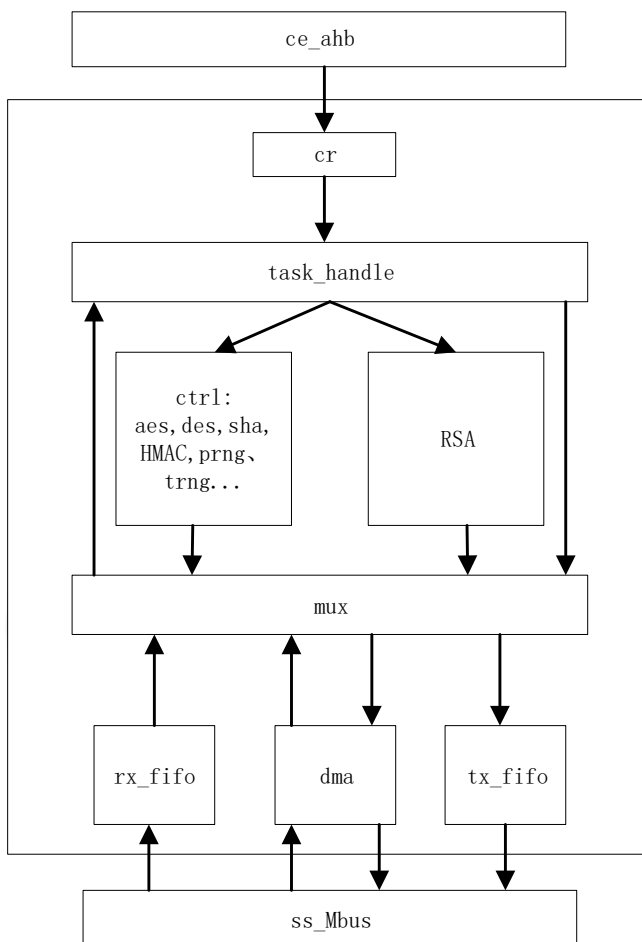 ce_ahb
cr
task_handle
ctrl:
aes,des,sha,
HMAC,prng、
trng...
RSA
mux
rx_fifo
dma
tx_fifo
ss_Mbus